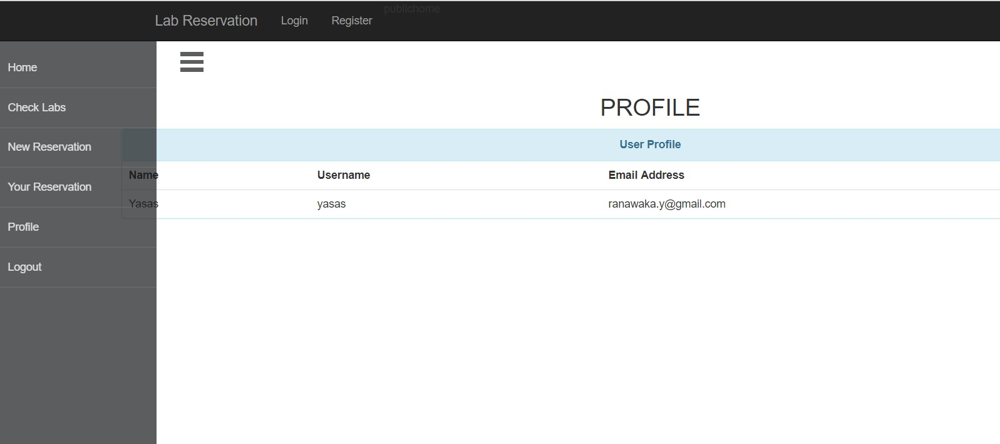 publichome
Lab Reservation Login Register
Home
Check Labs
New Reservation
Your Reservation
Profile
Logout
PROFILE
User Profile
Name Username Email Address
Yasas yasas ranawaka.y@gmail.com